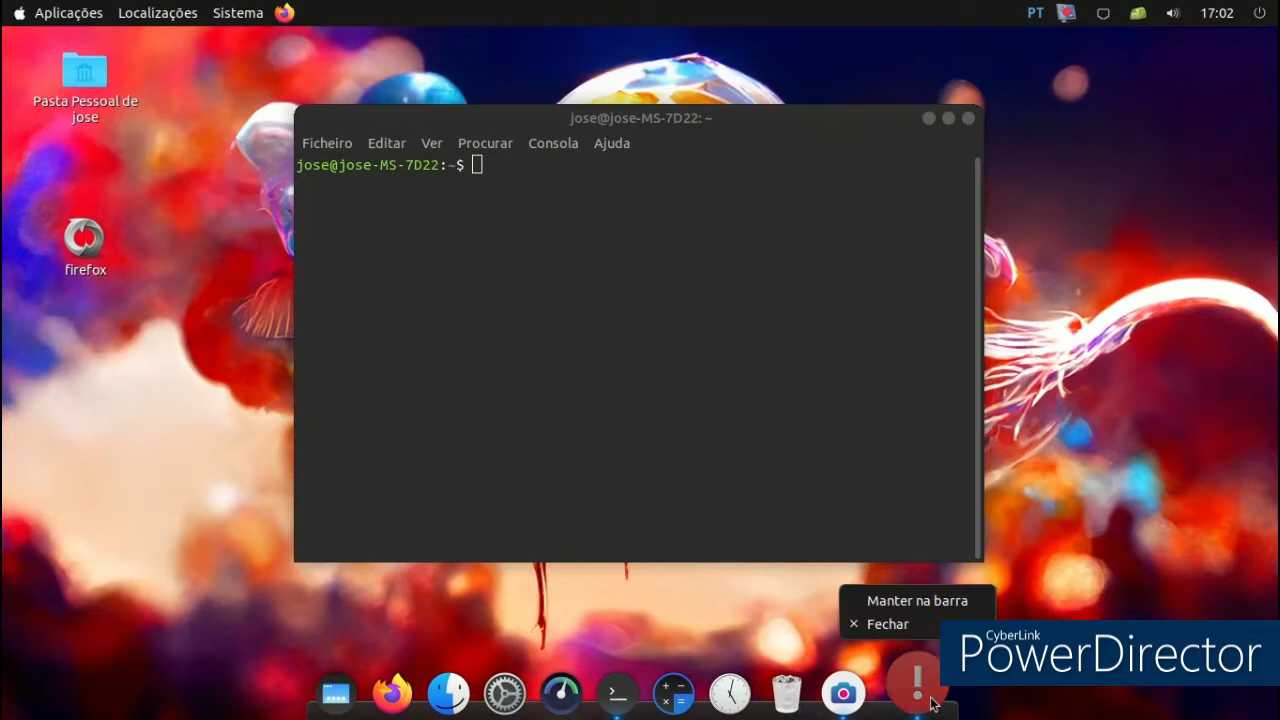 Aplicações Localizações Sistema
PT 17:02
Pasta Pessoal de
jose
firefox
jose@jose-MS-7D22: ~
Ficheiro Editar Ver Procurar Consola Ajuda
jose@jose-MS-7D22:~$
Manter na barra
× Fechar
CyberLink
PowerDirector